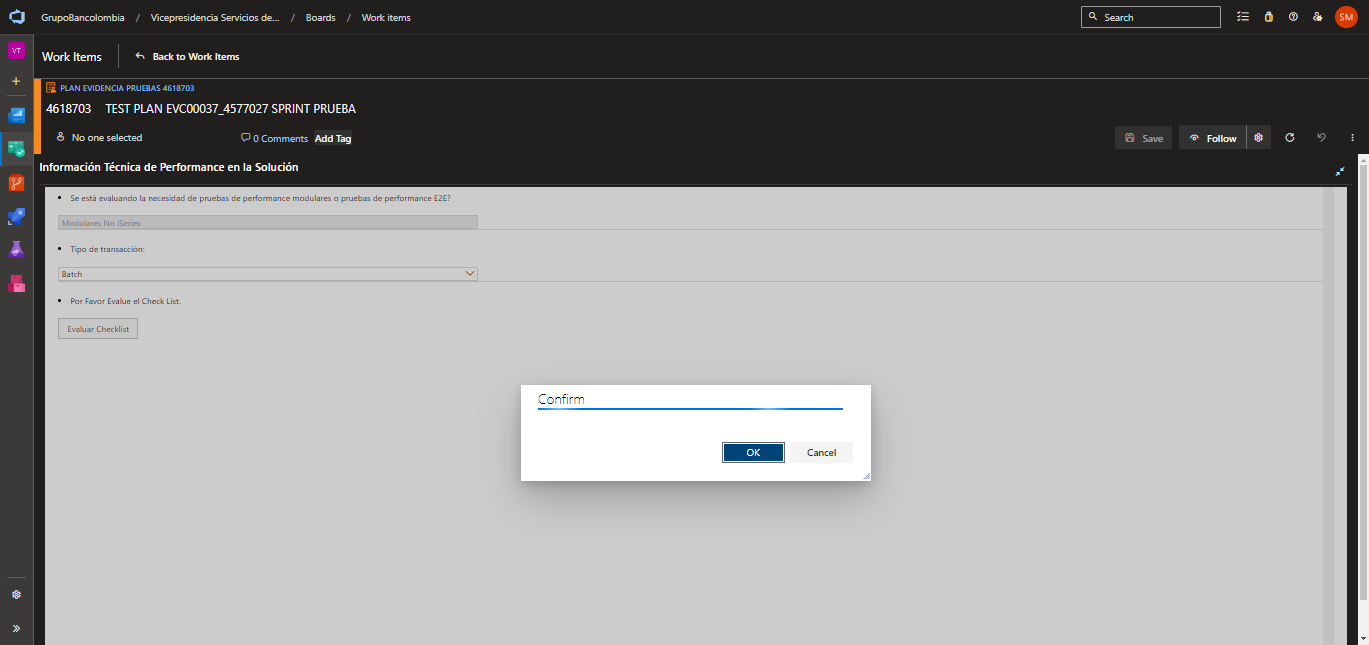 GrupoBancolombia / Vicepresidencia Servicios de... / Boards / Work items
Search
SM
VT
Work Items
Back to Work Items
PLAN EVIDENCIA PRUEBAS 4618703
4618703 TEST PLAN EVC00037_4577027 SPRINT PRUEBA
No one selected
0 Comments
Add Tag
Save
Follow
Información Técnica de Performance en la Solución
• Se está evaluando la necesidad de pruebas de performance modulares o pruebas de performance E2E?
Modulares No iSeries
• Tipo de transacción:
Batch
• Por Favor Evalue el Check List.
Evaluar Checklist
Confirm
OK
Cancel